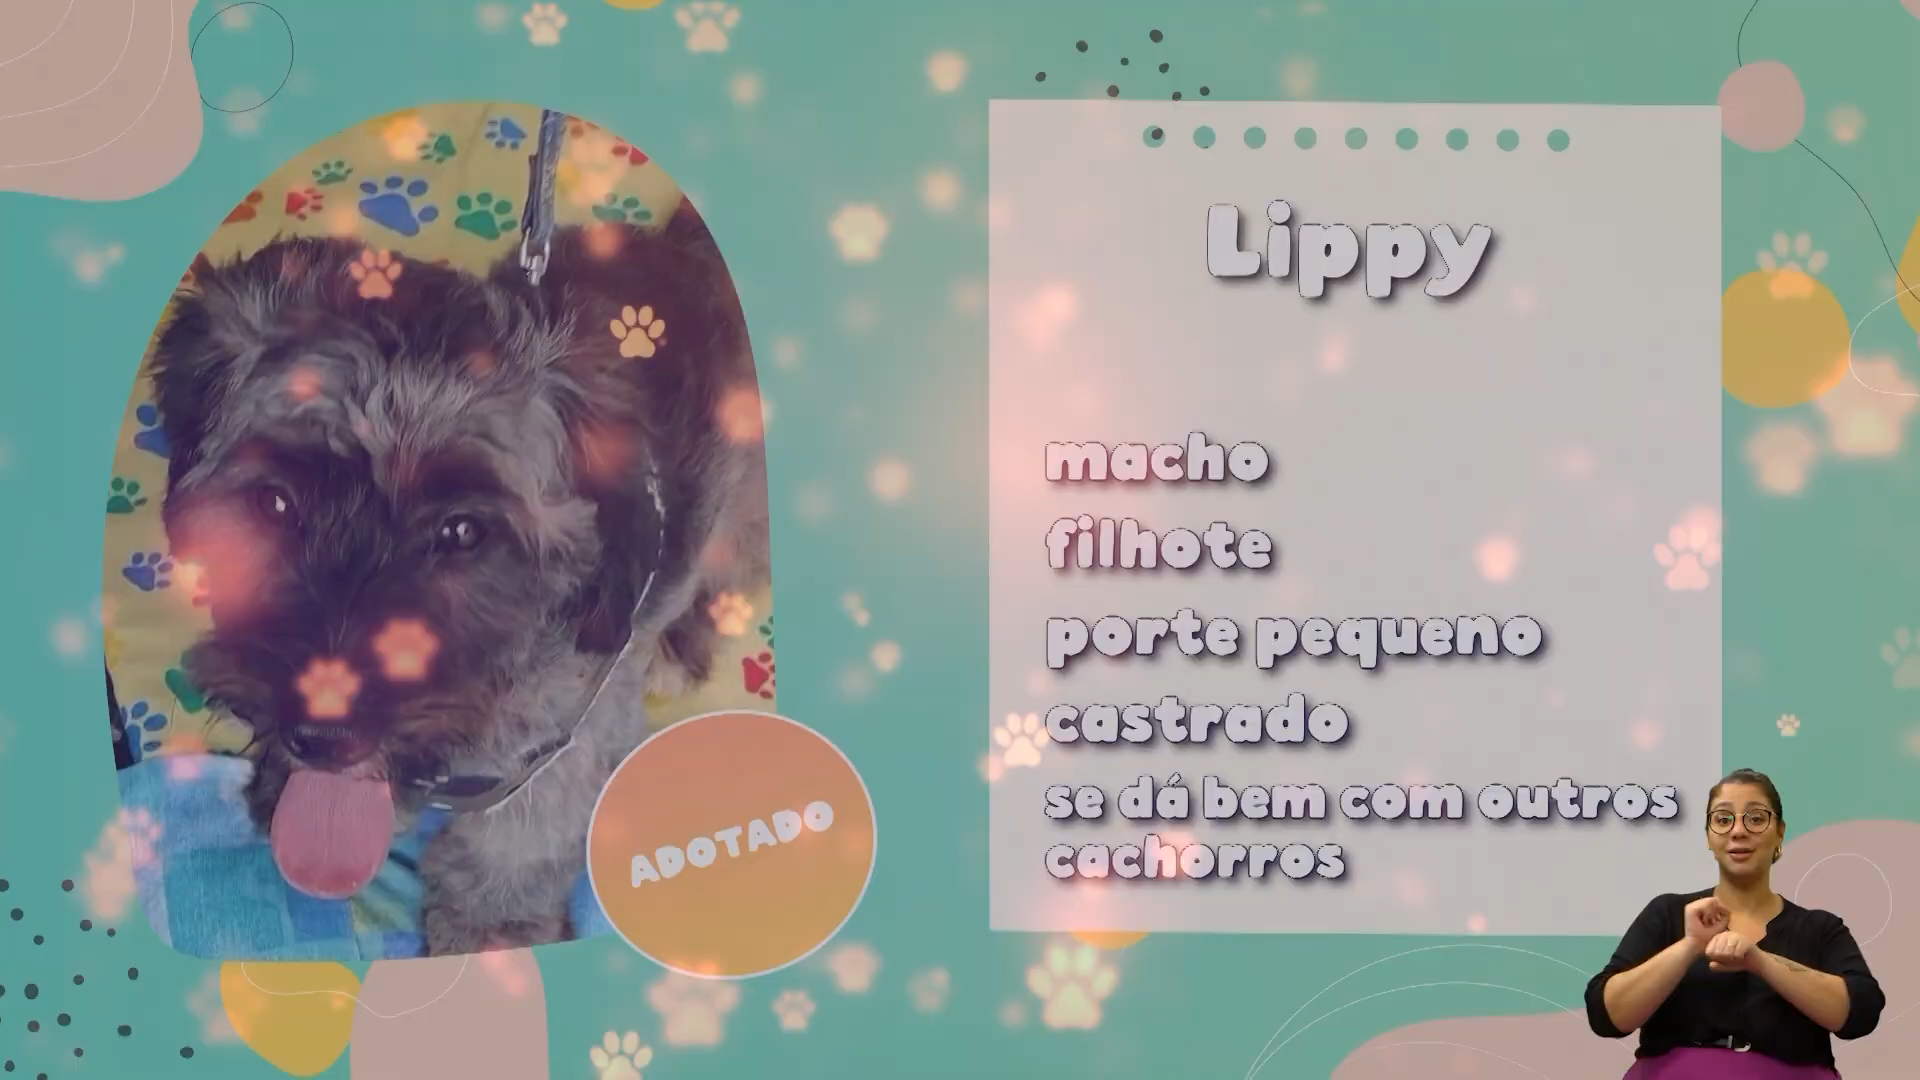 Lippy
macho
filhote
porte pequeno
castrado
se dá bem com outros
cachorros
ADOTADO